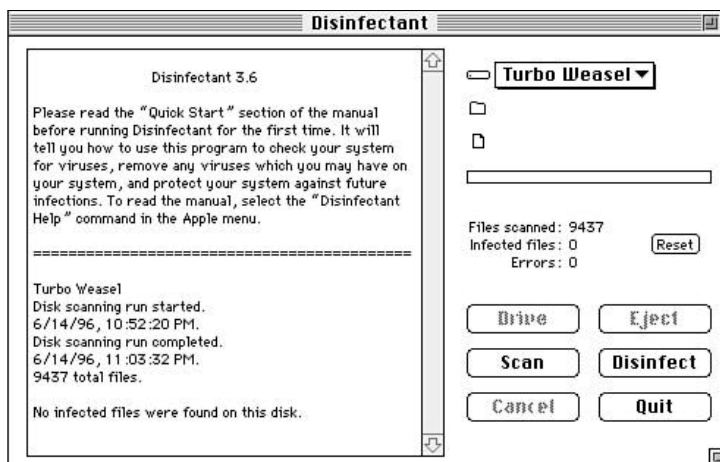 Disinfectant
Disinfectant 3.6
Please read the “Quick Start” section of the manual
before running Disinfectant for the first time. It will
tell you how to use this program to check your system
for viruses, remove any viruses which you may have on
your system, and protect your system against future
infections. To read the manual, select the “Disinfectant
Help” command in the Apple menu.
===========================================
Turbo Weasel
Disk scanning run started.
6/14/96, 10:52:20 PM.
Disk scanning run completed.
6/14/96, 11:03:32 PM.
9437 total files.
No infected files were found on this disk.
Turbo Weasel
Files scanned: 9437
Infected files: 0
Reset
Errors: 0
Drive
Eject
Scan
Disinfect
Cancel
Quit